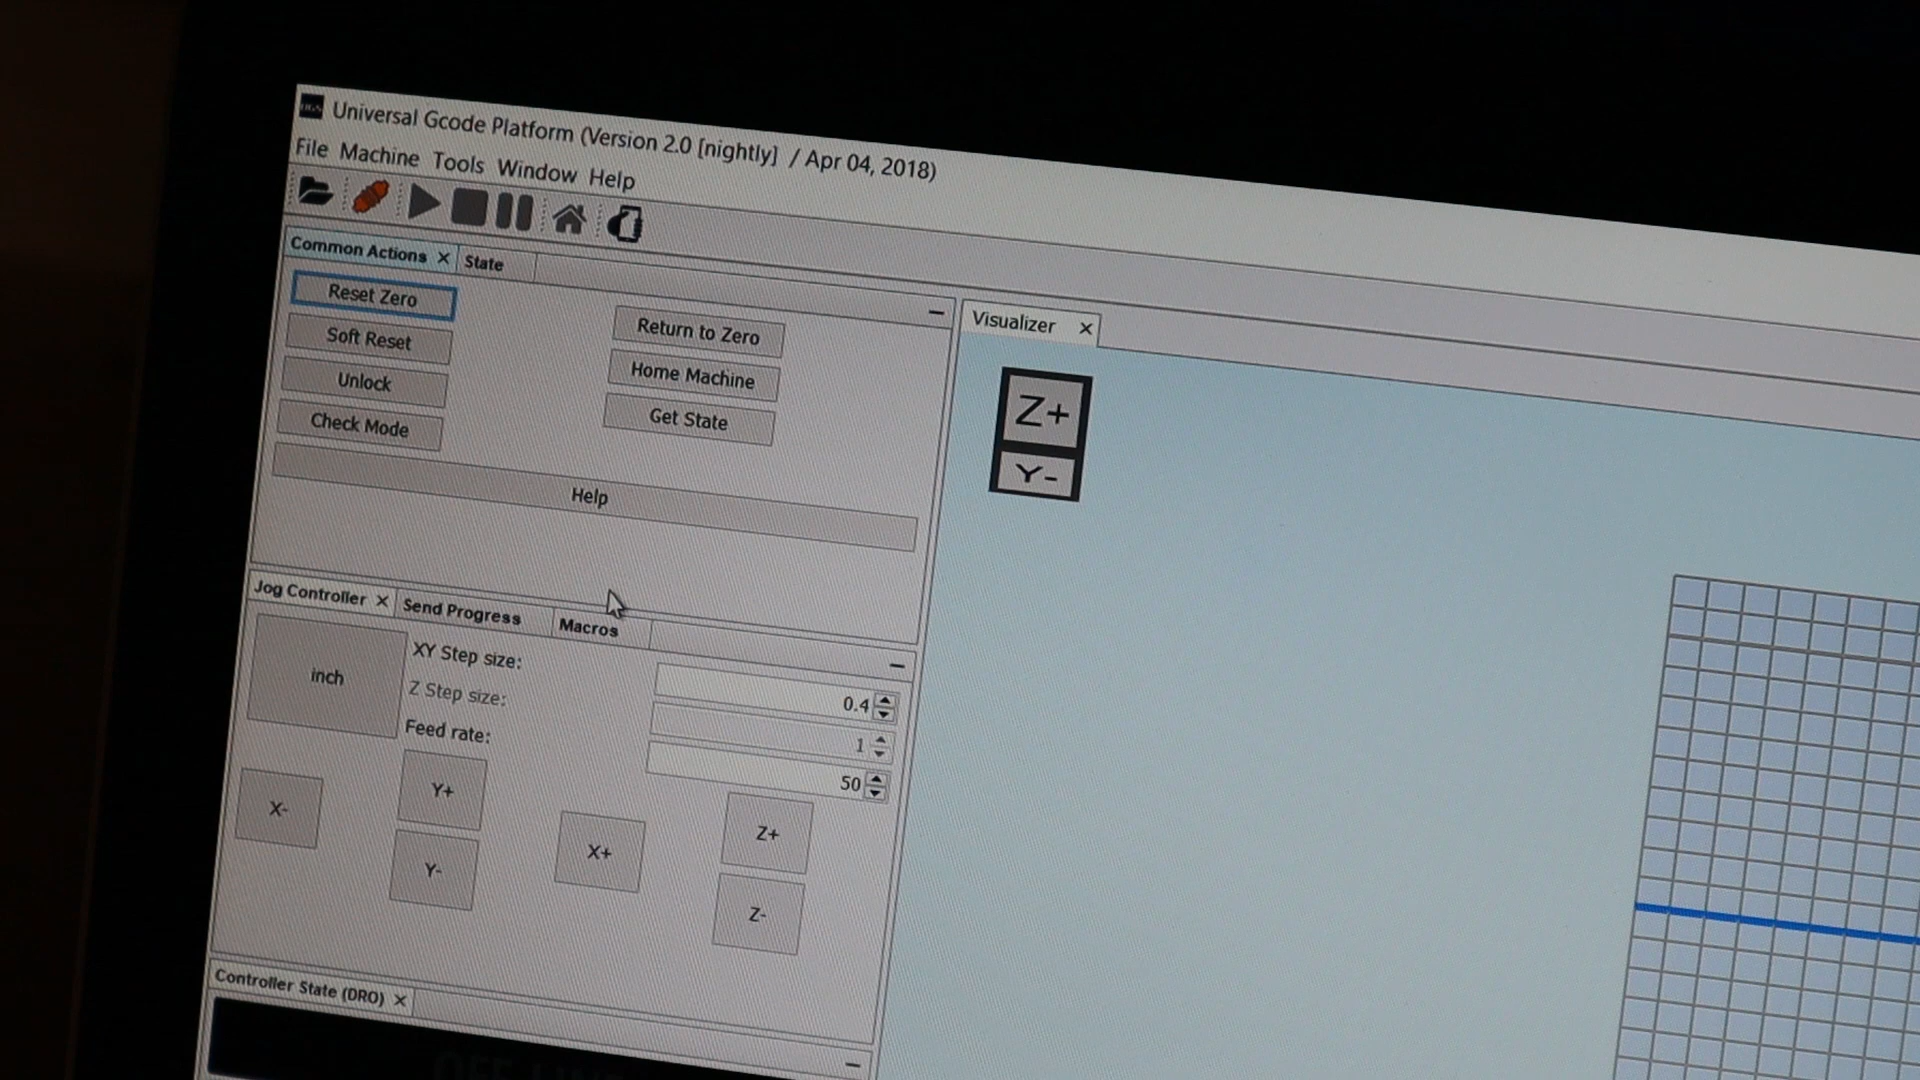 Universal Gcode Platform (Version 2.0 [nightly] / Apr 04, 2018)
File Machine Tools Window Help
Common Actions
State
Reset Zero
Return to Zero
Soft Reset
Home Machine
Unlock
Get State
Check Mode
Help
Visualizer
Z+
Y-
Jog Controller
Send Progress
Macros
inch
XY Step size:
0.4
Z Step size:
1
Feed rate:
50
X-
Y+
Y-
X+
Z+
Z-
Controller State (DRO)